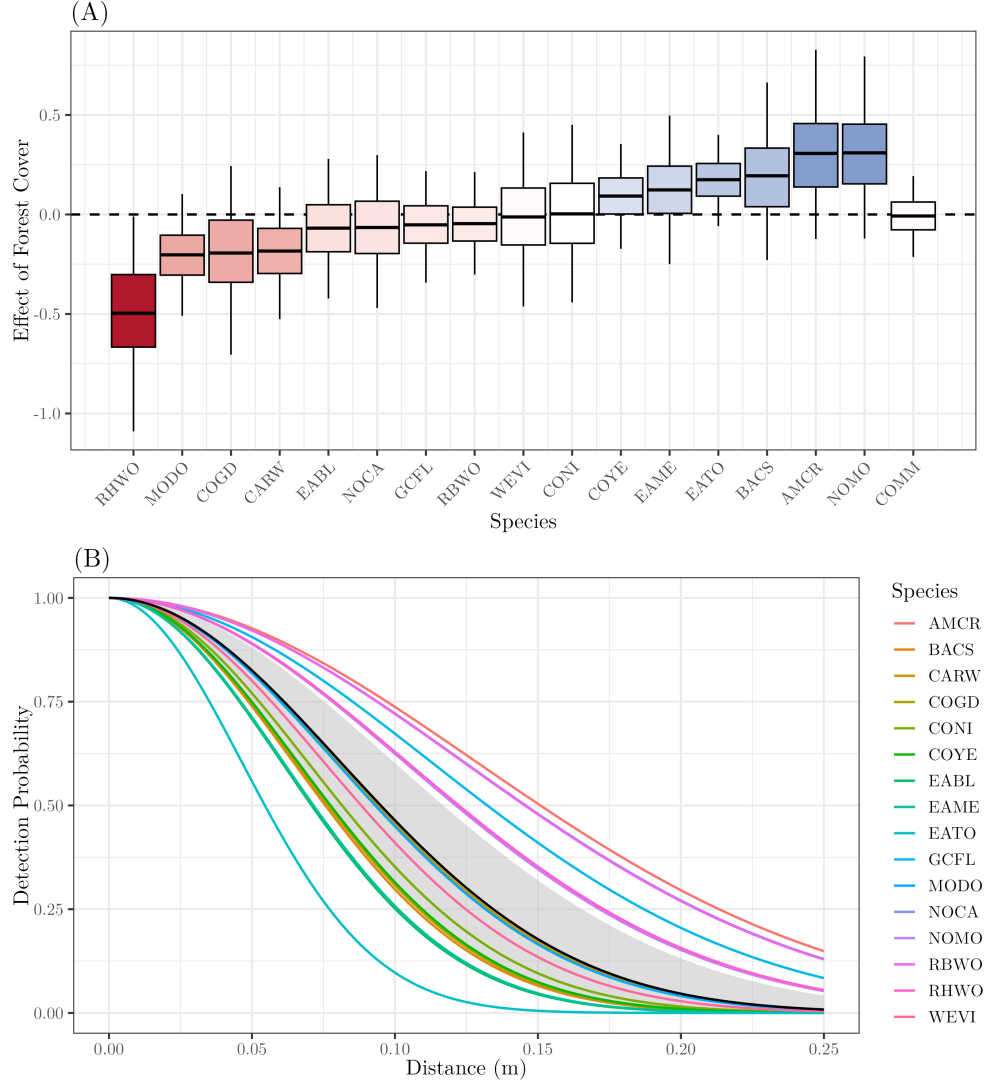 (A)
Effect of Forest Cover
0.5
0.0
-0.5
-1.0
RHWO MODO COGD CARW EABL NOCA GCFL RBWO WEVI CONI COYE EAME EATO BACS AMCR NOMO COMM
Species
(B)
Detection Probability
1.00
0.75
0.50
0.25
0.00
0.00 0.05 0.10 0.15 0.20 0.25
Distance (m)
Species
AMCR
BACS
CARW
COGD
CONI
COYE
EABL
EAME
EATO
GCFL
MODO
NOCA
NOMO
RBWO
RHWO
WEVI